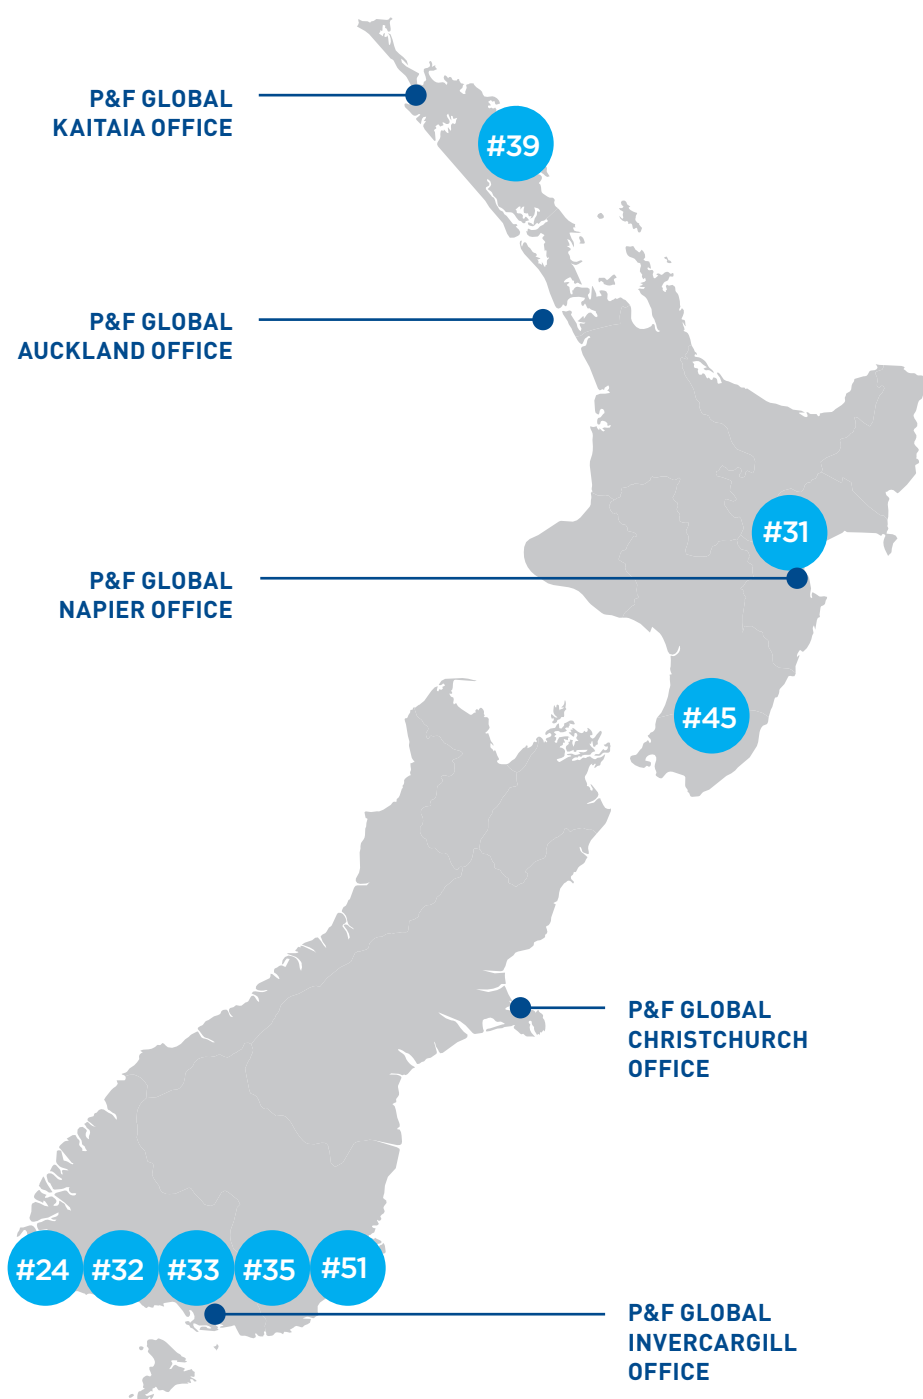 P&F GLOBAL
KAITAIA OFFICE
#39
P&F GLOBAL
AUCKLAND OFFICE
#31
P&F GLOBAL
NAPIER OFFICE
#45
P&F GLOBAL
CHRISTCHURCH
OFFICE
#24
#32
#33
#35
#51
P&F GLOBAL
INVERCARGILL
OFFICE